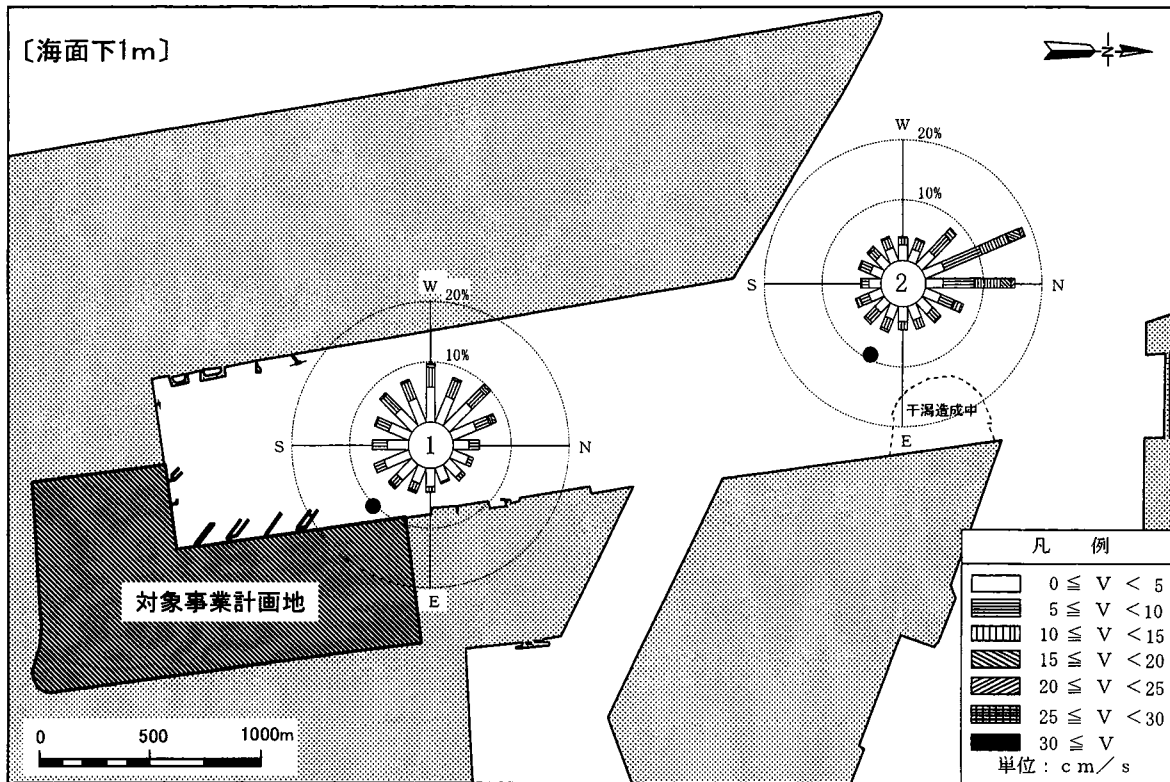 〔海面下1m〕
N
W
20%
10%
S
2
N
E
干潟造成中
W
20%
10%
S
1
N
E
対象事業計画地
0 500 1000m
凡 例
0 ≦ V < 5
5 ≦ V <10
10 ≦ V <15
15 ≦ V <20
20 ≦ V <25
25 ≦ V <30
30 ≦ V
単位：cm／s